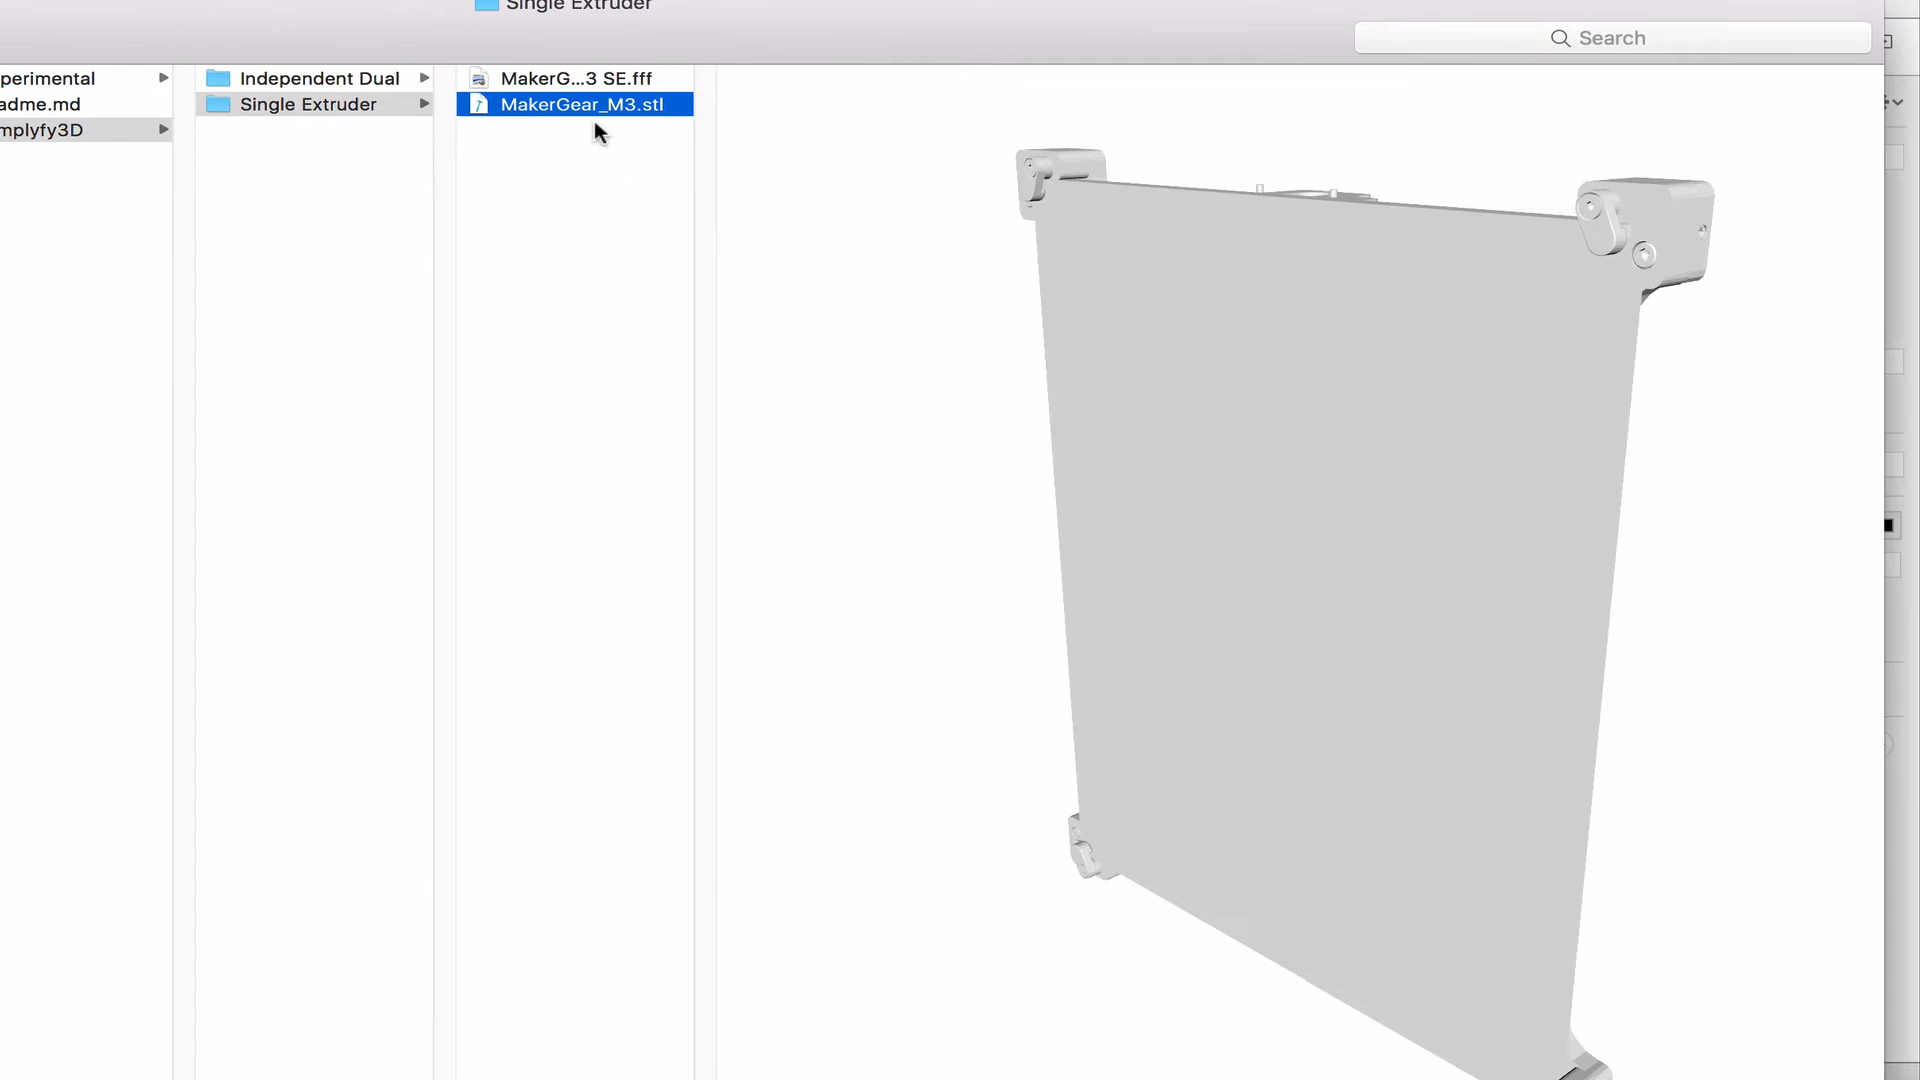 Single Extruder
Search
perimental
Independent Dual
MakerG...3 SE.fff
adme.md
Single Extruder
MakerGear_M3.stl
mplyfy3D